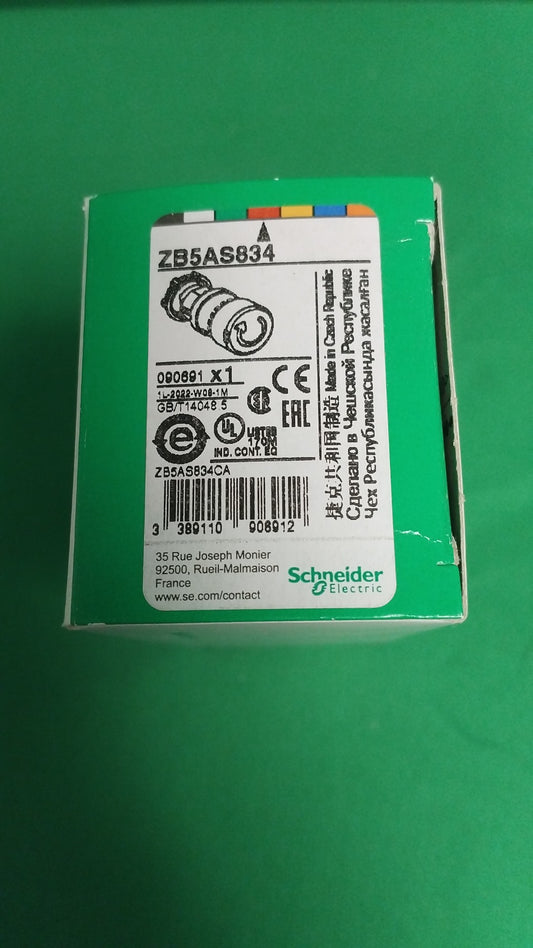 ZB5AS834
090691 x1
1L-2022-W08-1M
GB/T14048.5
CE
EAC
UL
LISTED
170M
IND. CONT. EQ
ZB5AS834CA
3 389110 906912
35 Rue Joseph Monier
92500, Rueil-Malmaison
France
www.se.com/contact
Schneider
Electric
捷克共和国制造 Made in Czech Republic
Сделано в Чешской Республике
Чех Республикасында жасалған